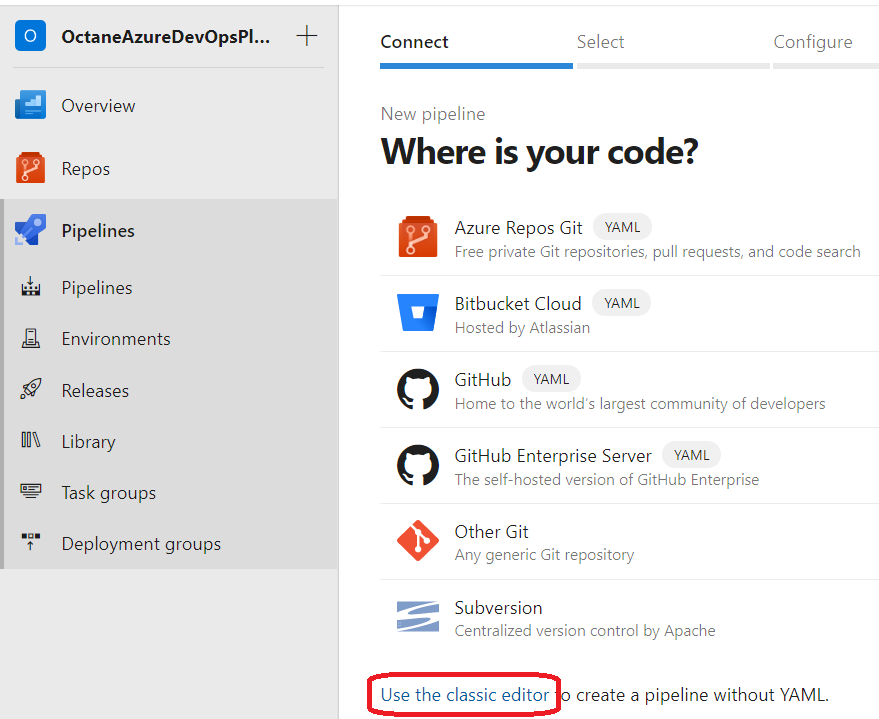 O OctaneAzureDevOpsPl... +
Overview
Repos
Pipelines
Pipelines
Environments
Releases
Library
Task groups
Deployment groups
Connect Select Configure
New pipeline
Where is your code?
Azure Repos Git YAML
Free private Git repositories, pull requests, and code search
Bitbucket Cloud YAML
Hosted by Atlassian
GitHub YAML
Home to the world's largest community of developers
GitHub Enterprise Server YAML
The self-hosted version of GitHub Enterprise
Other Git
Any generic Git repository
Subversion
Centralized version control by Apache
Use the classic editor to create a pipeline without YAML.